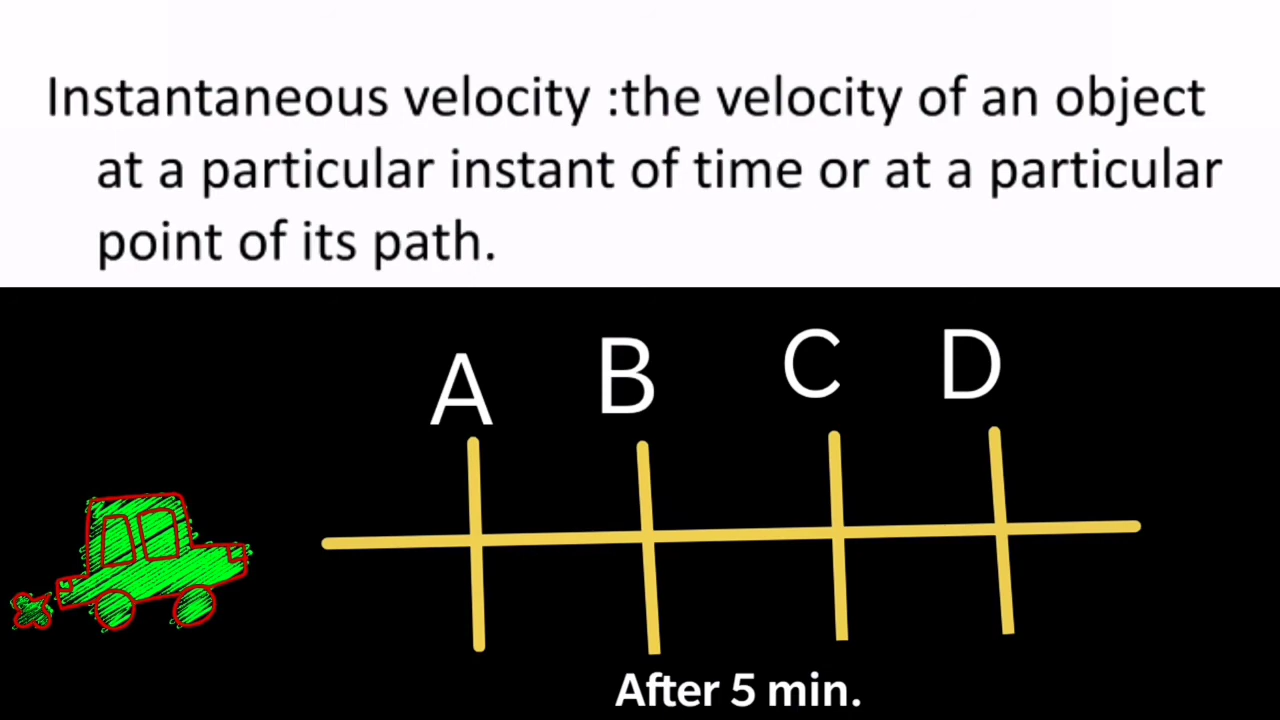 Instantaneous velocity :the velocity of an object
at a particular instant of time or at a particular
point of its path.
A B C D
After 5 min.